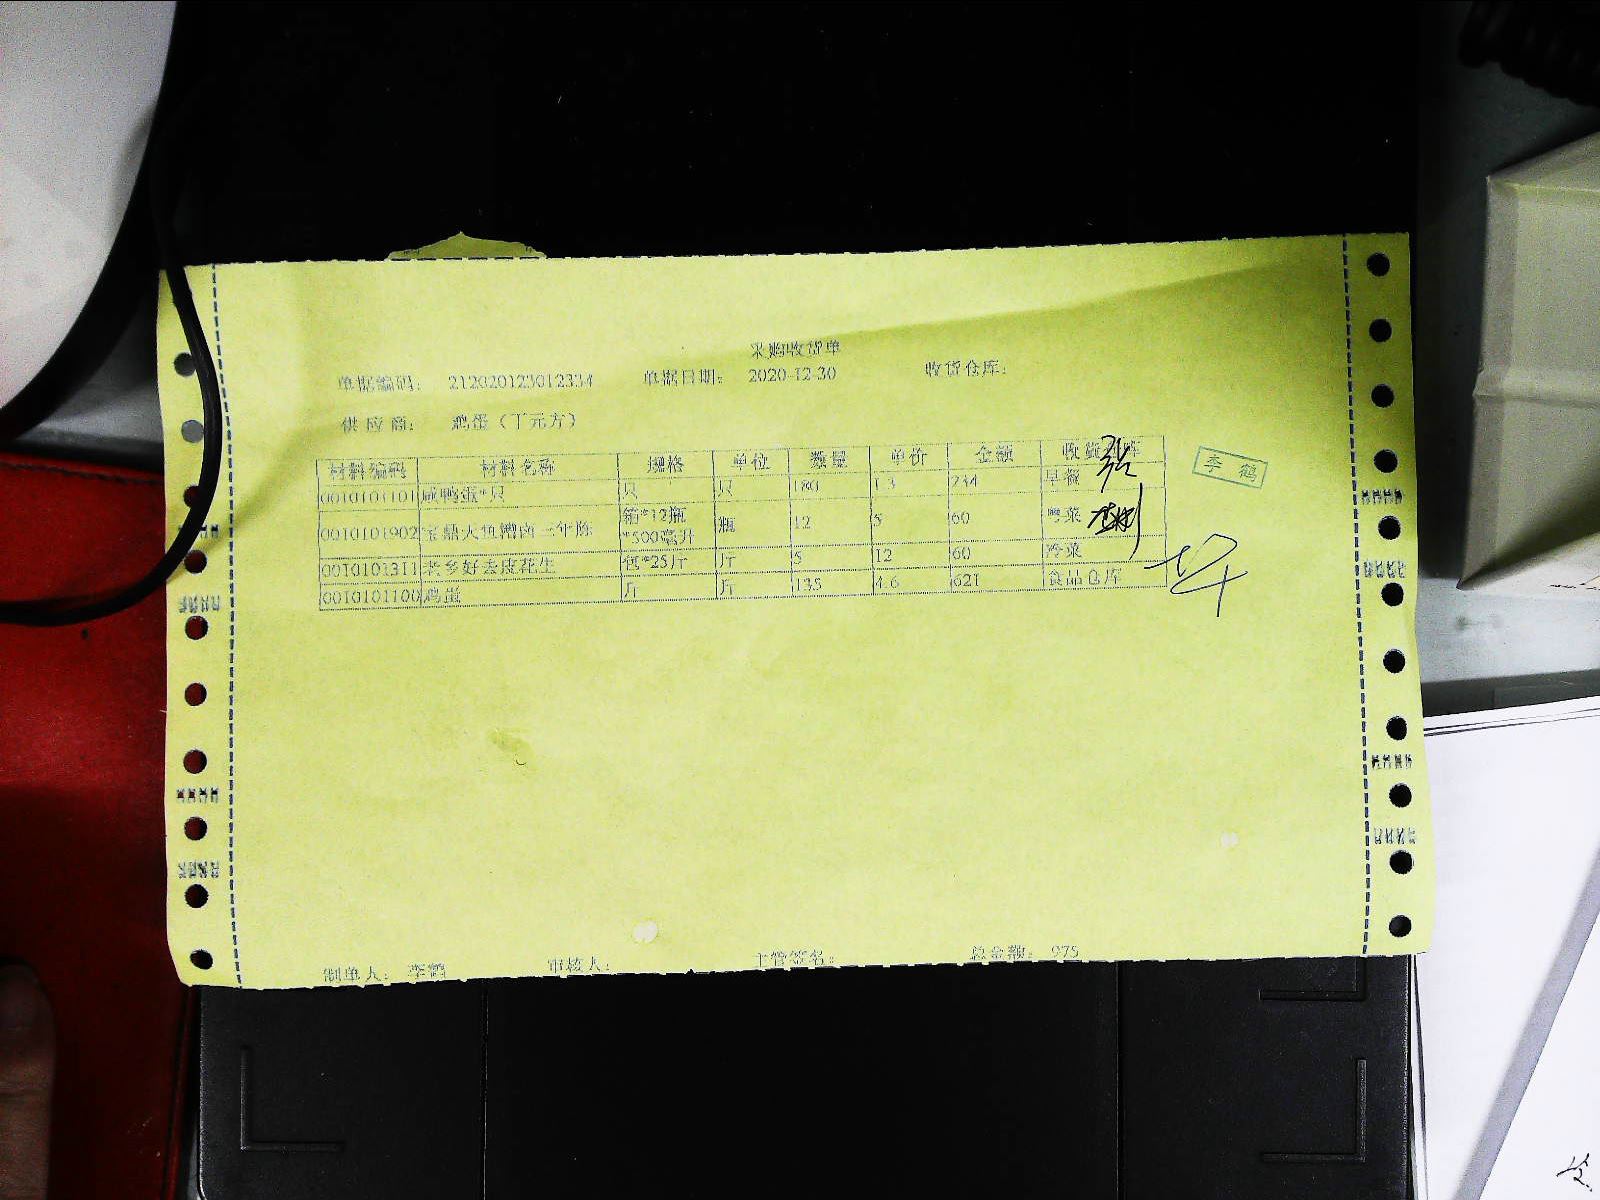 采购收货单
单据编码: 212020123012334 单据日期: 2020-12-30 收货仓库:
供应商: 鸡蛋(丁元方)
材料编码 材料名称 规格 单位 数量 单价 金额 收货仓库
0010101101 咸鸭蛋*只 只 只 180 1.3 234 早餐
0010101902 宝鼎大鱼糟卤三年陈 箱*12瓶*500毫升 瓶 12 5 60 粤菜
0010101311 老乡好去皮花生 包*25斤 斤 5 12 60 冷菜
0010101100 鸡蛋 斤 斤 135 4.6 621 食品仓库
李鹤
制单人: 李鹤 审核人: 主管签名: 总金额: 975